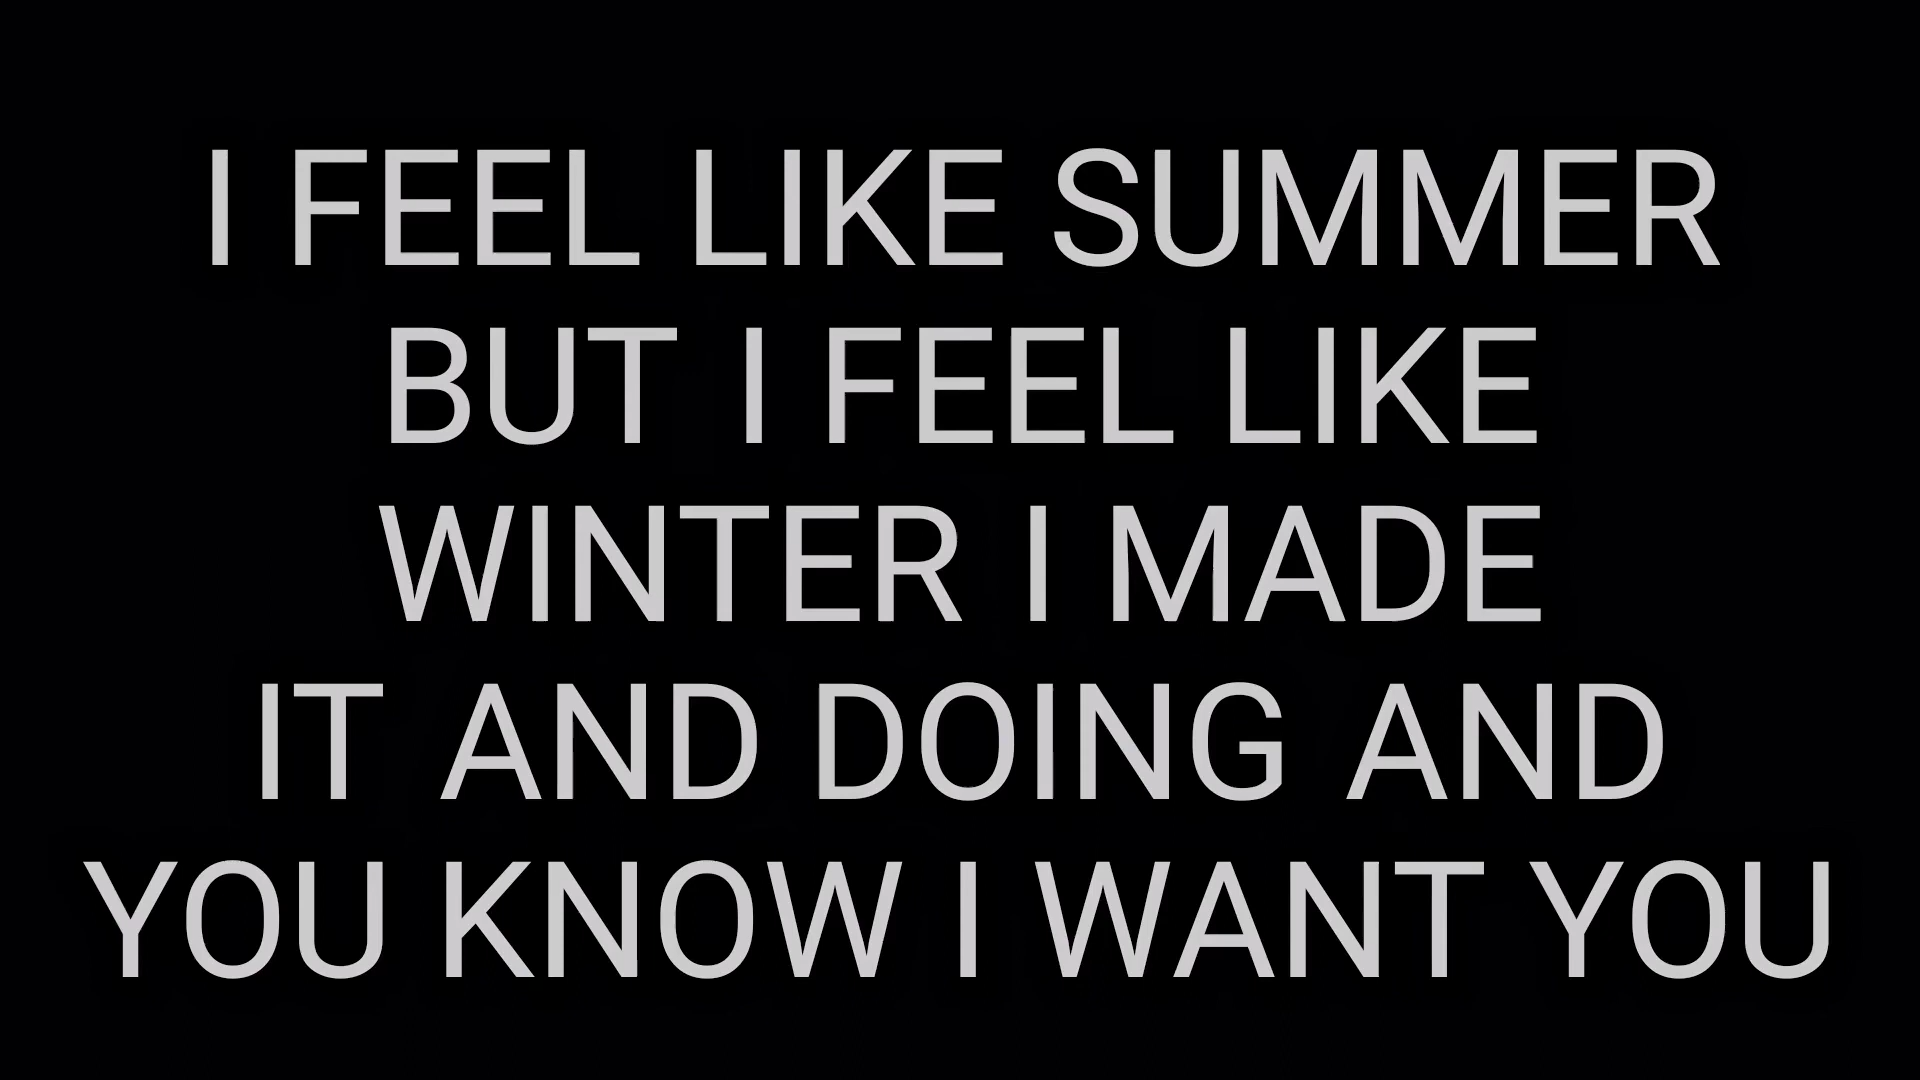 I FEEL LIKE SUMMER
BUT I FEEL LIKE
WINTER I MADE
IT AND DOING AND
YOU KNOW I WANT YOU